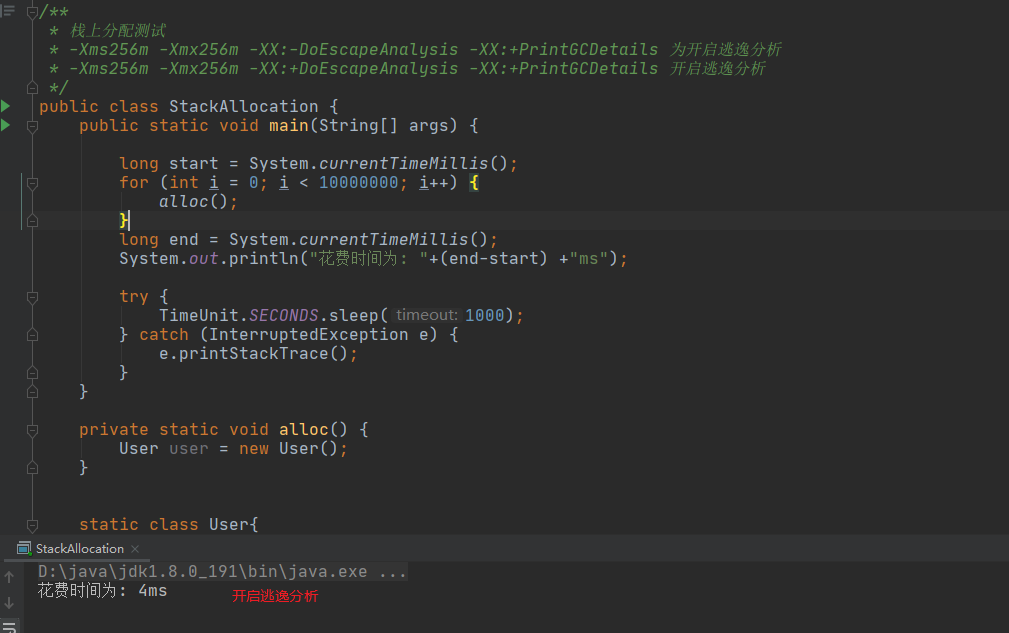 /**
 * 栈上分配测试
 * -Xms256m -Xmx256m -XX:-DoEscapeAnalysis -XX:+PrintGCDetails 为开启逃逸分析
 * -Xms256m -Xmx256m -XX:+DoEscapeAnalysis -XX:+PrintGCDetails 开启逃逸分析
 */
public class StackAllocation {
    public static void main(String[] args) {
        long start = System.currentTimeMillis();
        for (int i = 0; i < 10000000; i++) {
            alloc();
        }
        long end = System.currentTimeMillis();
        System.out.println("花费时间为: "+(end-start) +"ms");
        try {
            TimeUnit.SECONDS.sleep( timeout: 1000);
        } catch (InterruptedException e) {
            e.printStackTrace();
        }
    }
    private static void alloc() {
        User user = new User();
    }
    static class User{
StackAllocation ×
D:\java\jdk1.8.0_191\bin\java.exe ...
花费时间为: 4ms 开启逃逸分析